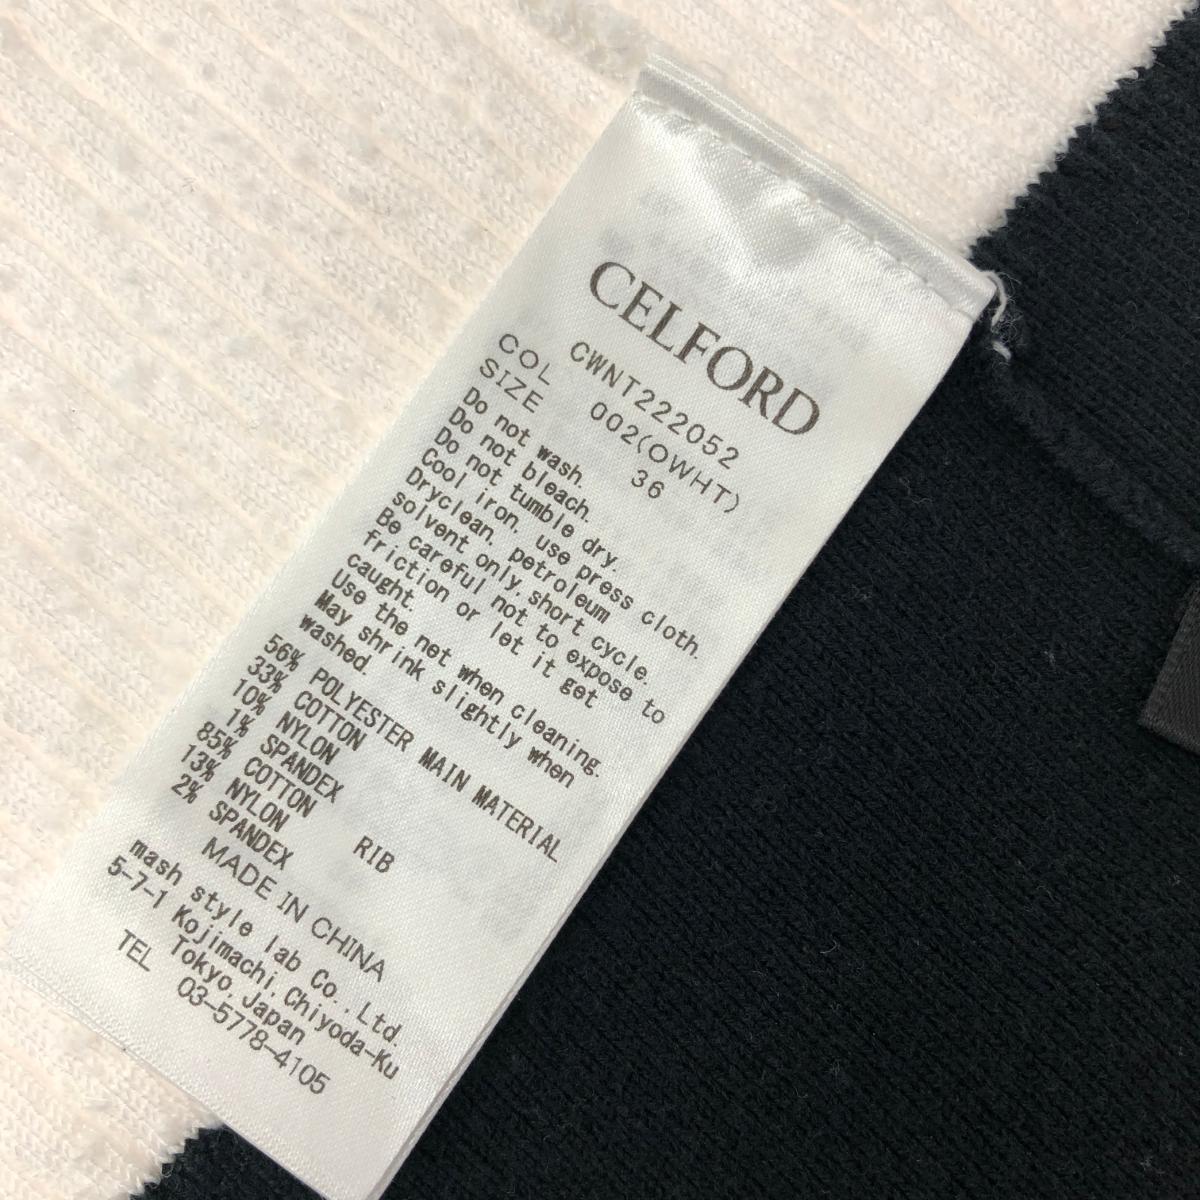 CELFORD
CWNT222052
COL 002(OWHT)
SIZE 36
Do not wash.
Do not bleach.
Do not tumble dry.
Cool iron, use press cloth.
Dryclean, petroleum
solvent only, short cycle.
Be careful not to expose to
friction or let it get
caught.
Use the net when cleaning.
May shrink slightly when
washed.
56% POLYESTER MAIN MATERIAL
33% COTTON
10% NYLON
1% SPANDEX
85% COTTON RIB
13% NYLON
2% SPANDEX
MADE IN CHINA
mash style lab Co.,Ltd.
5-7-1 Kojimachi,Chiyoda-Ku
Tokyo,Japan
TEL 03-5778-4105